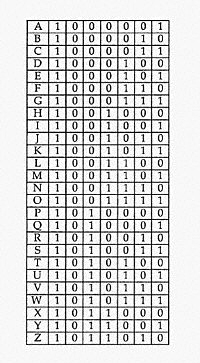 A 1 0 0 0 0 0 1
B 1 0 0 0 0 1 0
C 1 0 0 0 0 1 1
D 1 0 0 0 1 0 0
E 1 0 0 0 1 0 1
F 1 0 0 0 1 1 0
G 1 0 0 0 1 1 1
H 1 0 0 1 0 0 0
I 1 0 0 1 0 0 1
J 1 0 0 1 0 1 0
K 1 0 0 1 0 1 1
L 1 0 0 1 1 0 0
M 1 0 0 1 1 0 1
N 1 0 0 1 1 1 0
O 1 0 0 1 1 1 1
P 1 0 1 0 0 0 0
Q 1 0 1 0 0 0 1
R 1 0 1 0 0 1 0
S 1 0 1 0 0 1 1
T 1 0 1 0 1 0 0
U 1 0 1 0 1 0 1
V 1 0 1 0 1 1 0
W 1 0 1 0 1 1 1
X 1 0 1 1 0 0 0
Y 1 0 1 1 0 0 1
Z 1 0 1 1 0 1 0